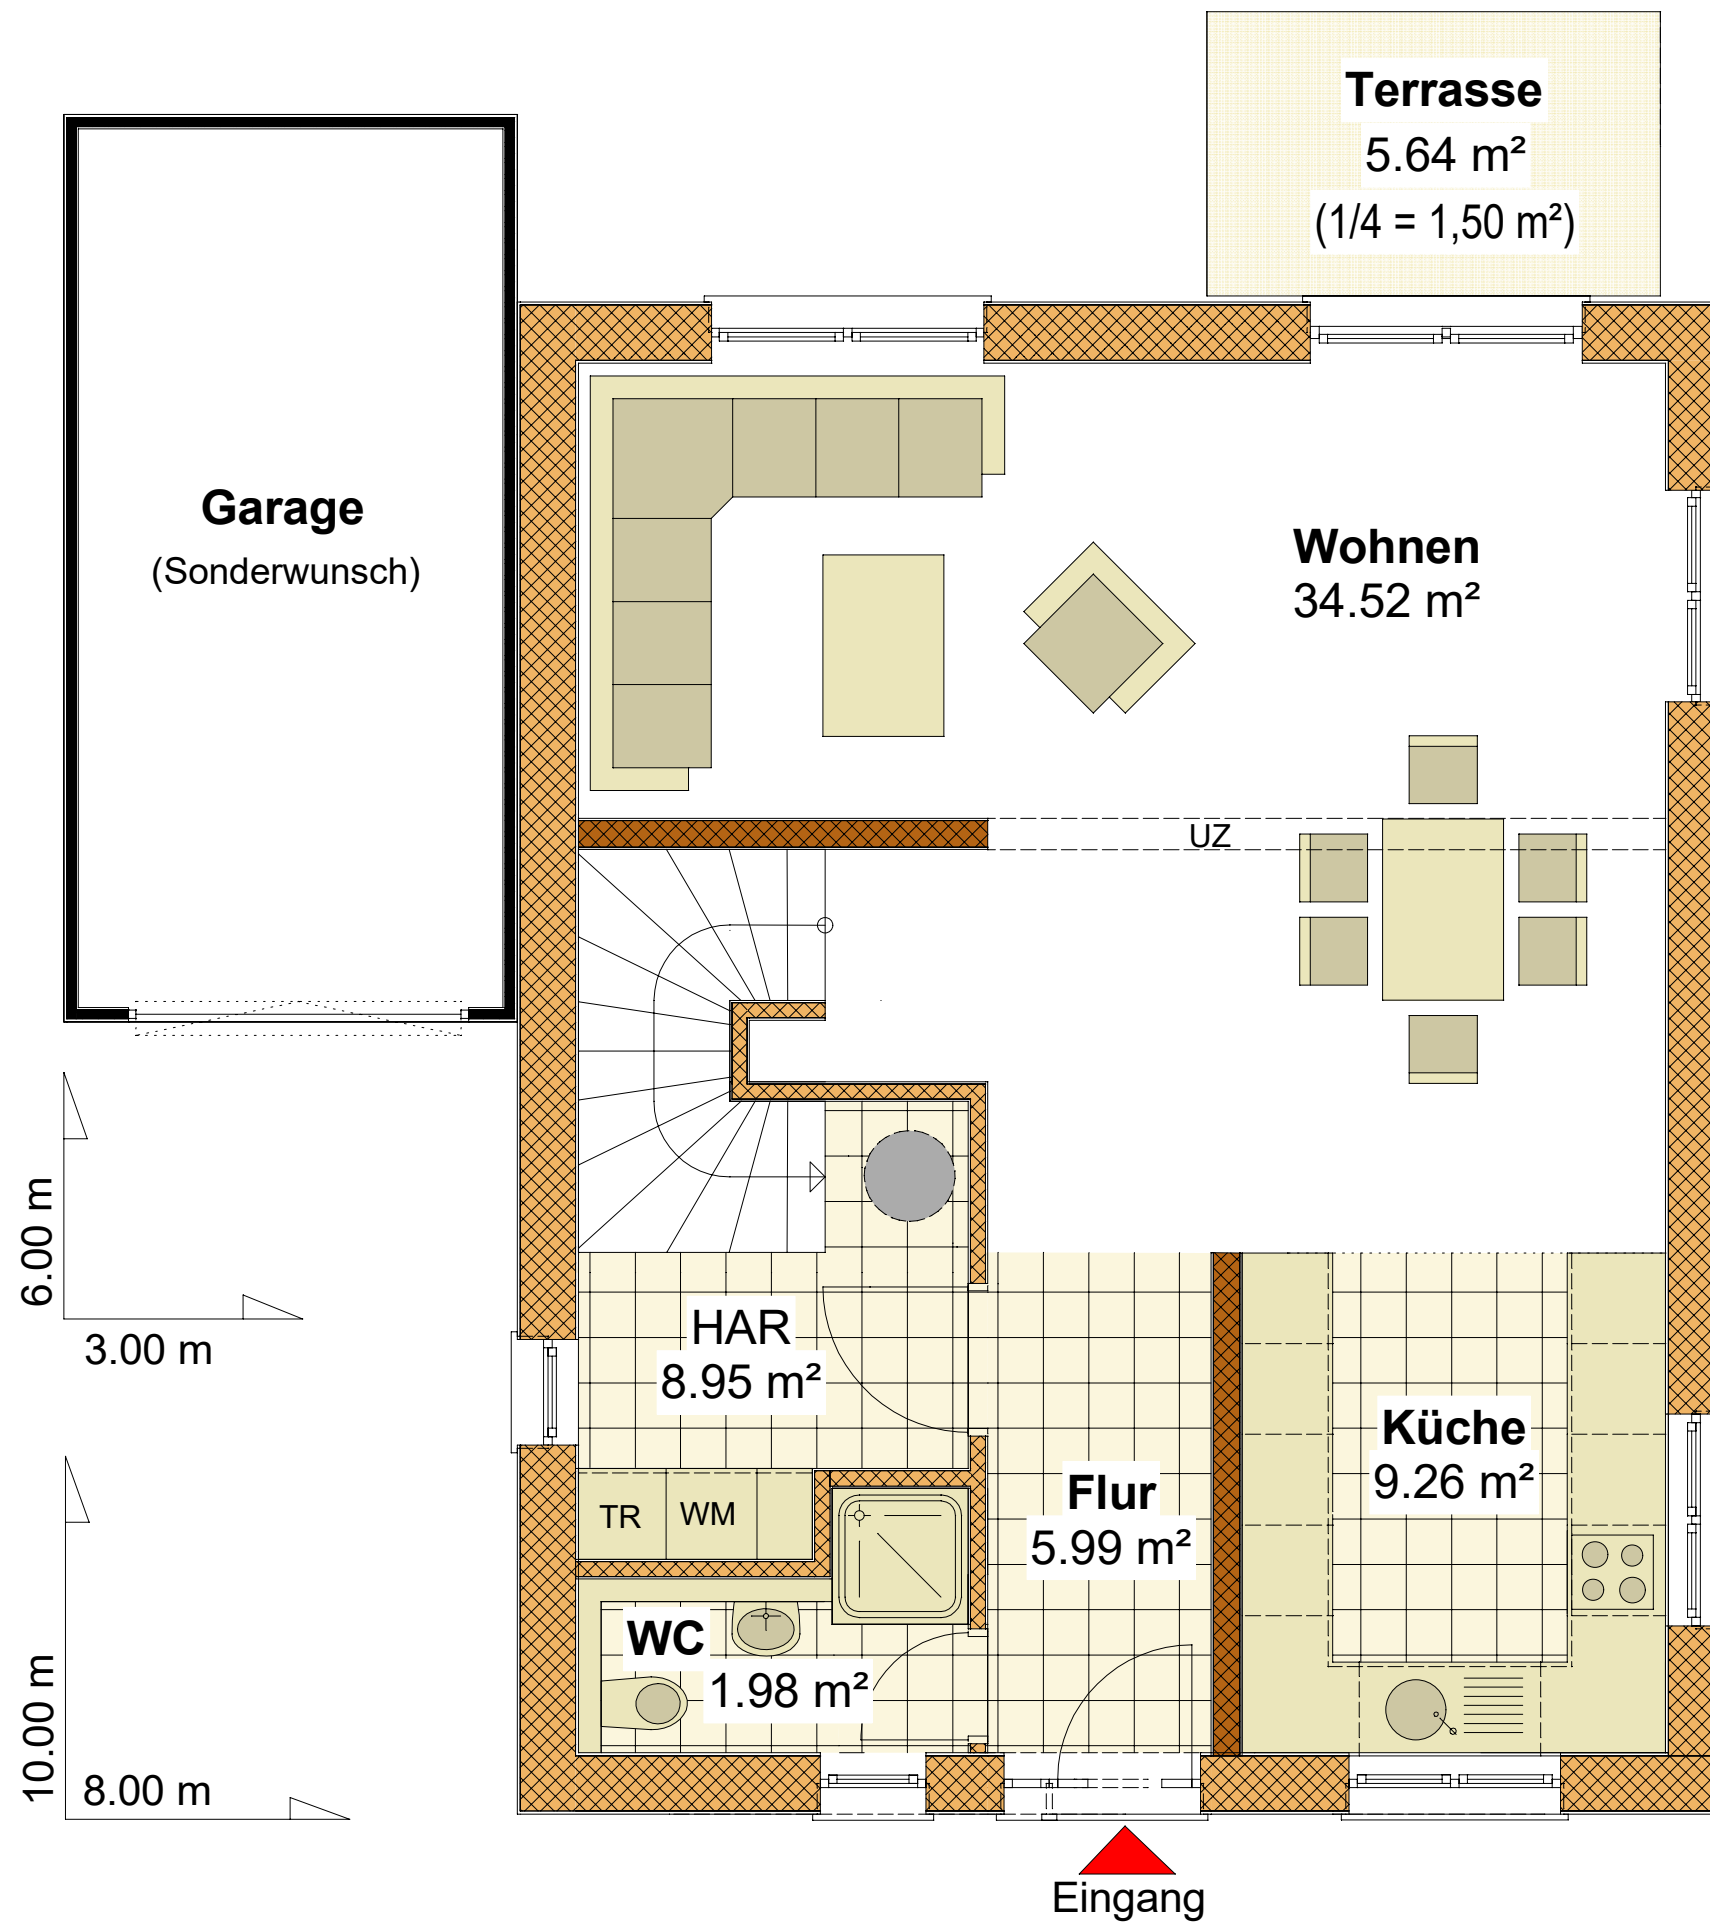 Terrasse
5.64 m²
(1/4 = 1,50 m²)
Garage
(Sonderwunsch)
Wohnen
34.52 m²
UZ
6.00 m
3.00 m
HAR
8.95 m²
Küche
9.26 m²
Flur
5.99 m²
TR WM
WC
1.98 m²
10.00 m
8.00 m
Eingang